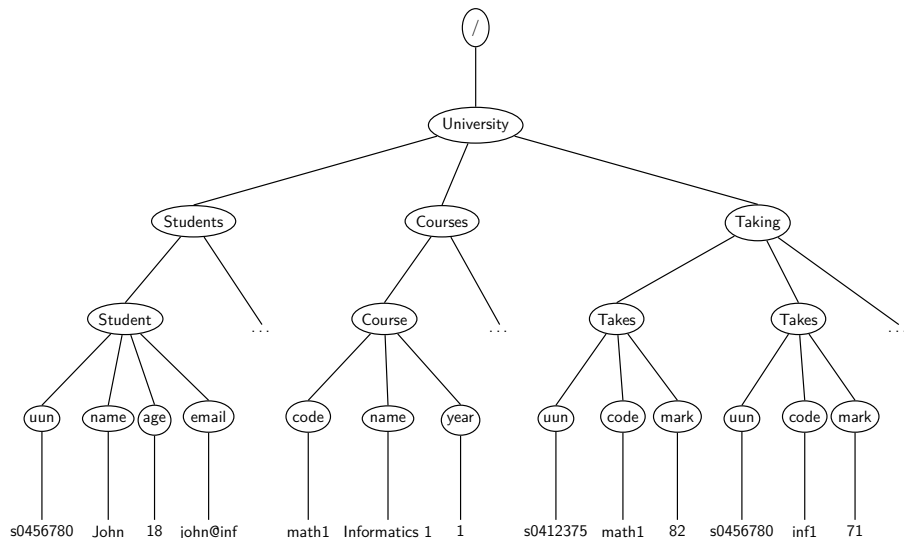 /
University
Students Courses Taking
Student ... Course ... Takes Takes ...
uun name age email code name year uun code mark uun code mark
s0456780 John 18 john@inf math1 Informatics 1 1 s0412375 math1 82 s0456780 inf1 71